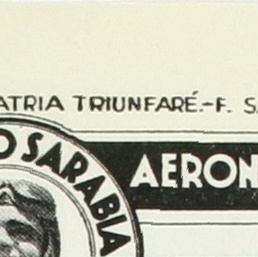 ATRIA TRIUNFARÉ.-F. S
O SARABIA
AERON